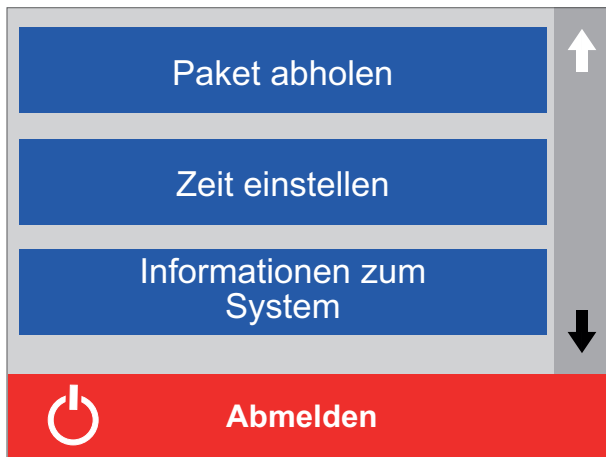 Paket abholen
Zeit einstellen
Informationen zum
System
Abmelden